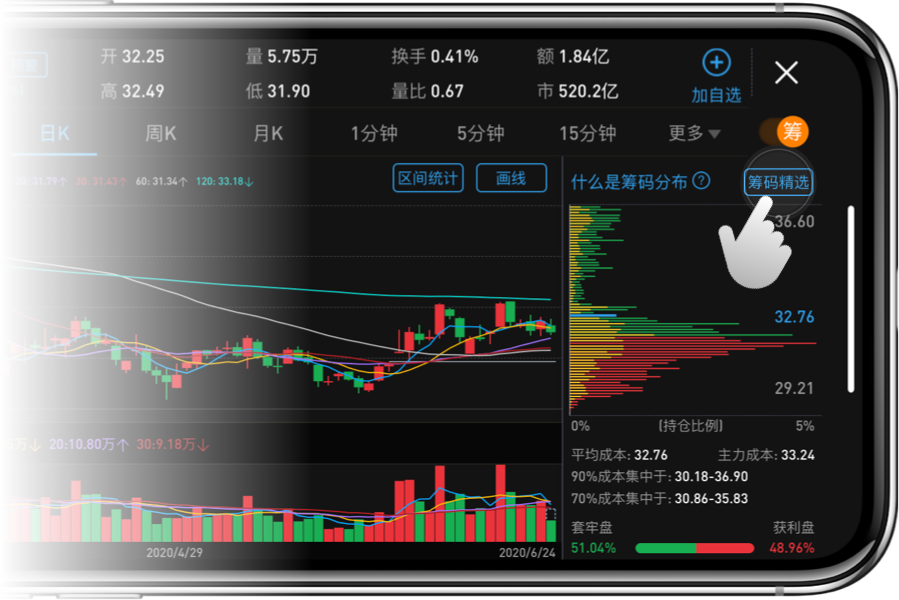 开 32.25 量 5.75万 换手 0.41% 额 1.84亿
高 32.49 低 31.90 量比 0.67 市 520.2亿
加自选
日K 周K 月K 1分钟 5分钟 15分钟 更多 筹
20: 31.79↑ 30: 31.43↑ 60: 31.34↑ 120: 33.18↓
区间统计 画线 什么是筹码分布? 筹码精选
36.60
32.76
29.21
0% (持仓比例) 5%
平均成本: 32.76 主力成本: 33.24
90%成本集中于: 30.18-36.90
70%成本集中于: 30.86-35.83
万↓ 20:10.80万↑ 30:9.18万↓
套牢盘 获利盘
51.04% 48.96%
2020/4/29 2020/6/24